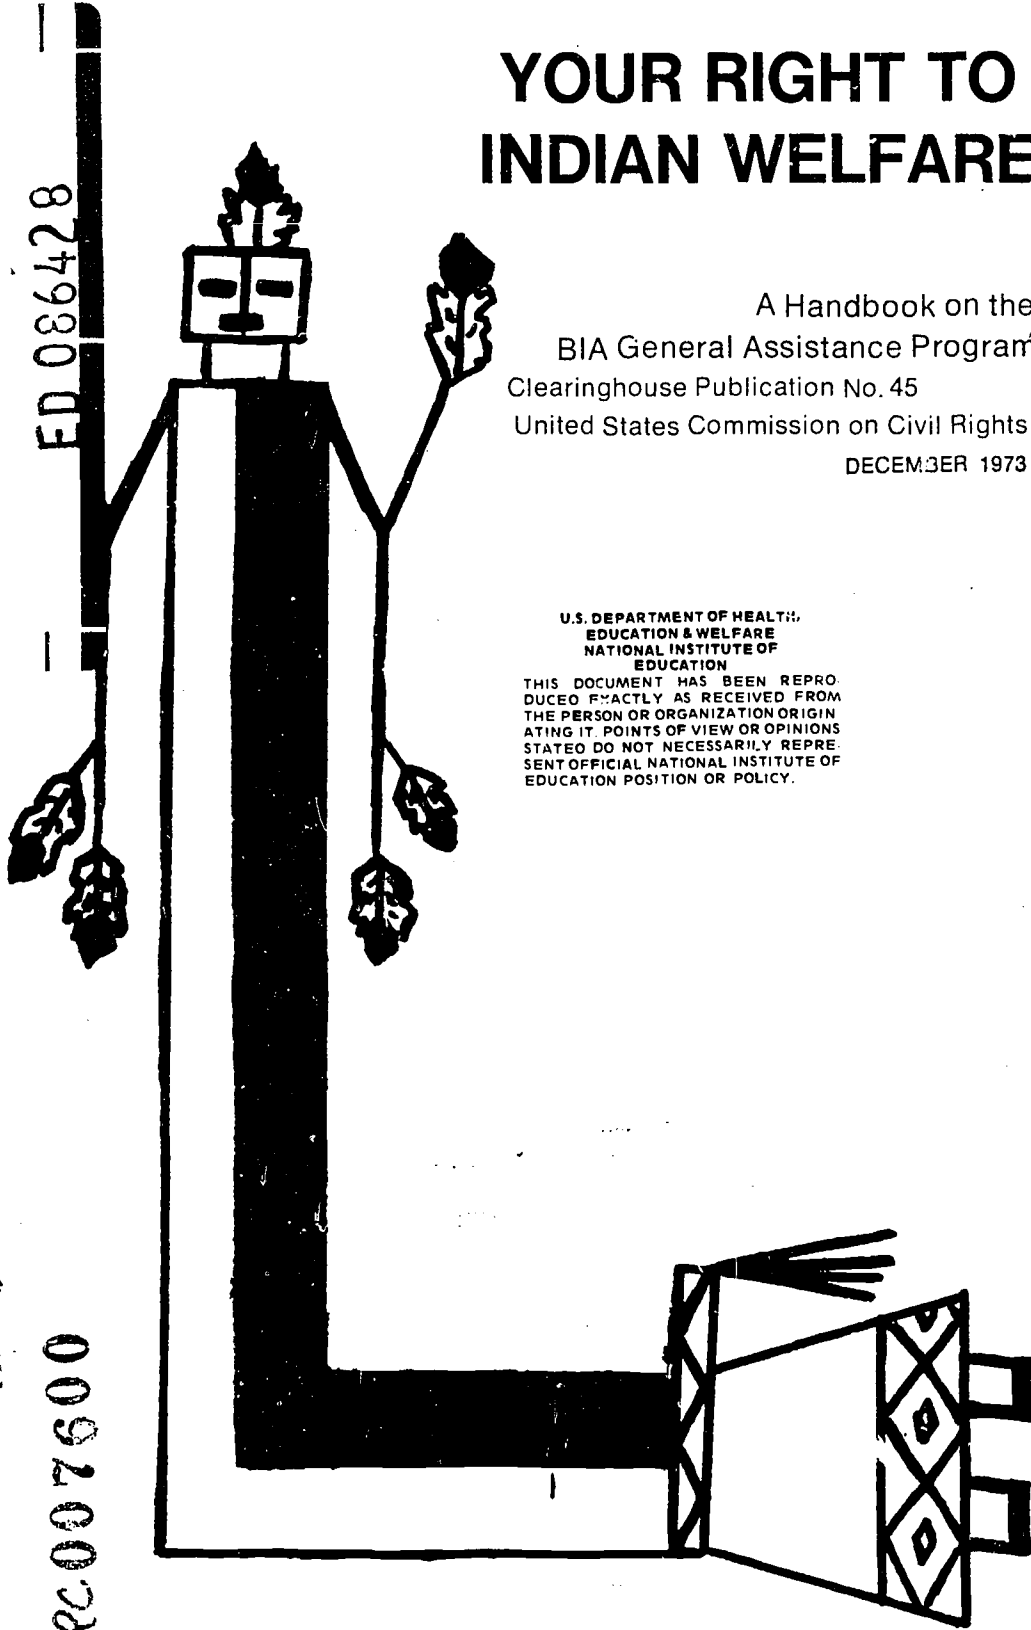 YOUR RIGHT TO
INDIAN WELFARE
A Handbook on the
BIA General Assistance Program
Clearinghouse Publication No. 45
United States Commission on Civil Rights
DECEMBER 1973
U.S. DEPARTMENT OF HEALTH,
EDUCATION & WELFARE
NATIONAL INSTITUTE OF
EDUCATION
THIS DOCUMENT HAS BEEN REPRO-
DUCEO EXACTLY AS RECEIVED FROM
THE PERSON OR ORGANIZATION ORIGIN
ATING IT. POINTS OF VIEW OR OPINIONS
STATEO DO NOT NECESSARILY REPRE-
SENT OFFICIAL NATIONAL INSTITUTE OF
EDUCATION POSITION OR POLICY.
ED 086428
RC007600